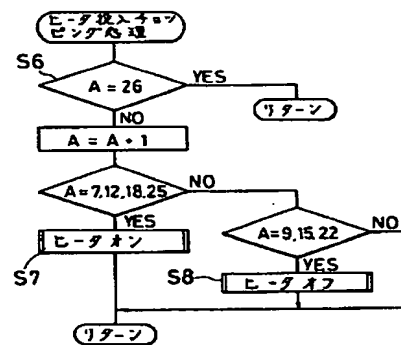 ヒータ投入チョッ
ピング処理
S6
A = 26
YES
リターン
NO
A = A + 1
A=7,12,18,25
NO
YES
ヒータオン
S7
A=9,15,22
NO
YES
S8
ヒータオフ
リターン